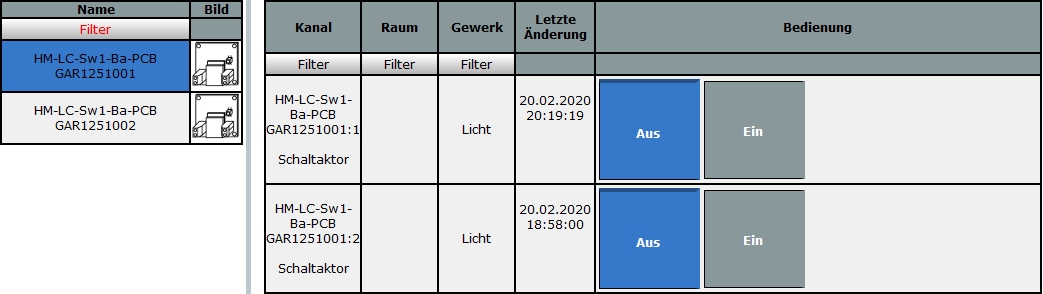 Name
Bild
Filter
HM-LC-Sw1-Ba-PCB
GAR1251001
HM-LC-Sw1-Ba-PCB
GAR1251002
Kanal
Raum
Gewerk
Letzte
Änderung
Bedienung
Filter
Filter
Filter
HM-LC-Sw1-
Ba-PCB
GAR1251001:1
Schaltaktor
Licht
20.02.2020
20:19:19
Aus
Ein
HM-LC-Sw1-
Ba-PCB
GAR1251001:2
Schaltaktor
Licht
20.02.2020
18:58:00
Aus
Ein